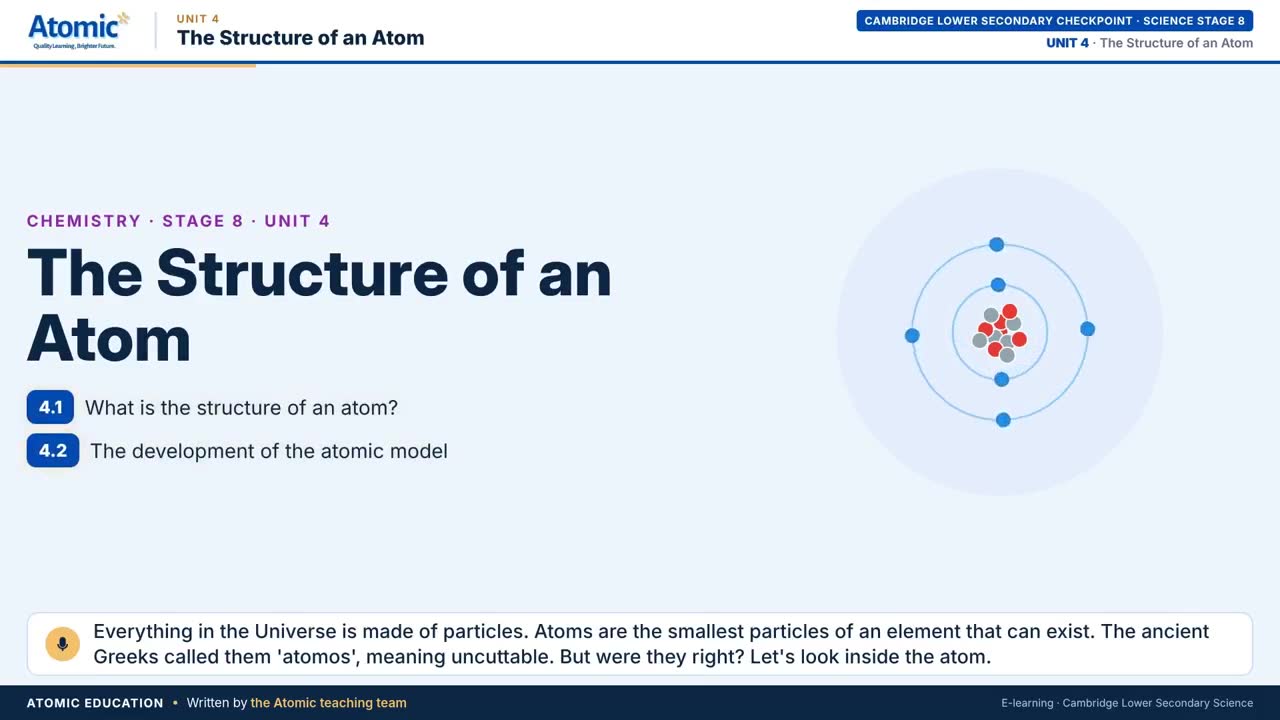 Atomic
Quality Learning, Brighter Future.
UNIT 4
The Structure of an Atom
CAMBRIDGE LOWER SECONDARY CHECKPOINT · SCIENCE STAGE 8
UNIT 4 · The Structure of an Atom
CHEMISTRY · STAGE 8 · UNIT 4
The Structure of an
Atom
4.1 What is the structure of an atom?
4.2 The development of the atomic model
Everything in the Universe is made of particles. Atoms are the smallest particles of an element that can exist. The ancient
Greeks called them 'atomos', meaning uncuttable. But were they right? Let's look inside the atom.
ATOMIC EDUCATION • Written by the Atomic teaching team
E-learning · Cambridge Lower Secondary Science